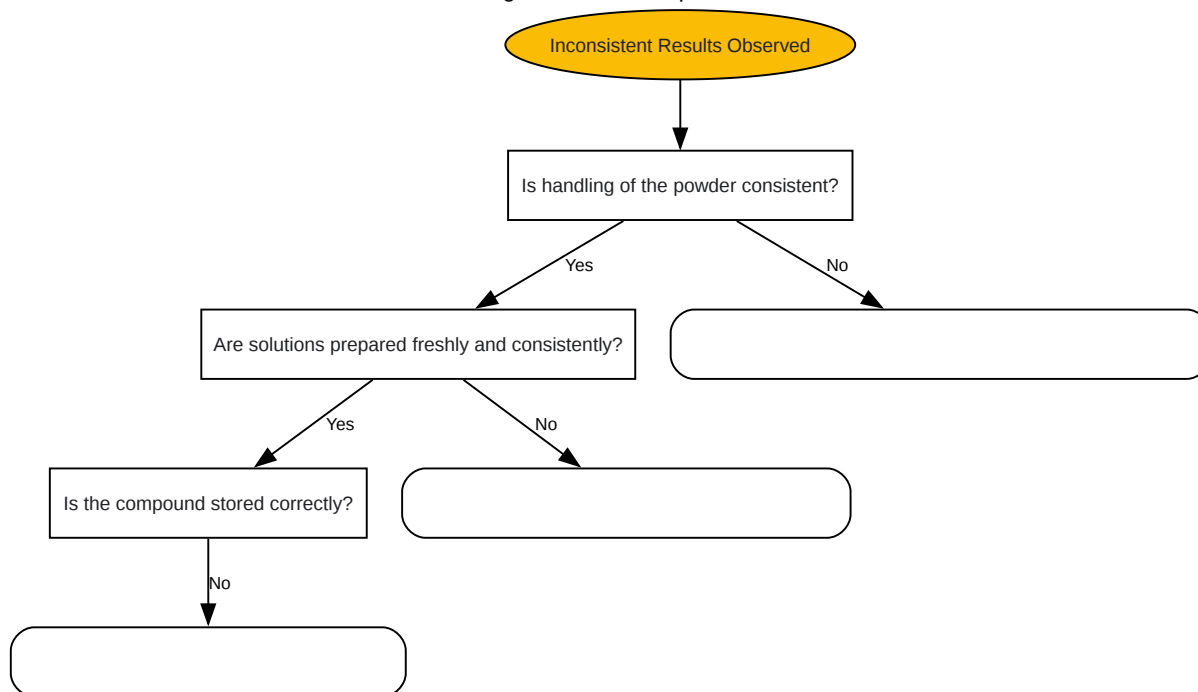 Inconsistent Results Observed
Is handling of the powder consistent?
Yes
No
Are solutions prepared freshly and consistently?
Yes
No
Is the compound stored correctly?
No